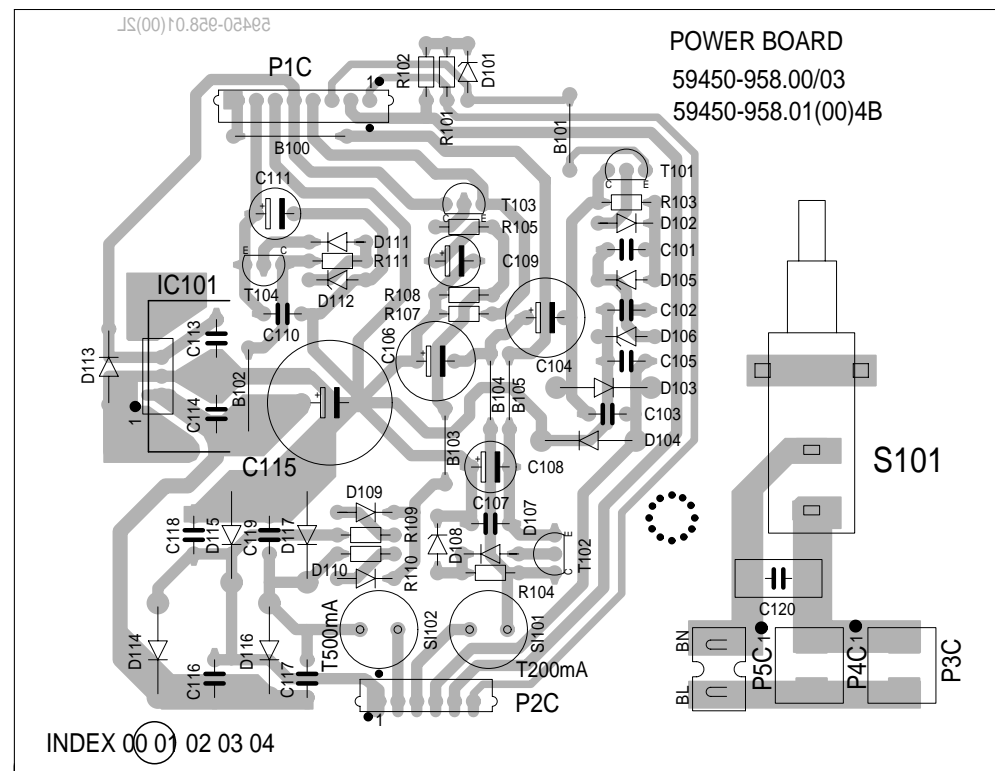 59450-958.01(00)2L
POWER BOARD
59450-958.00/03
59450-958.01(00)4B
P1C
1
R102
D101
R101
B101
B100
T101
C
E
C111
T103
C
E
R103
R105
D102
E
C
D111
C101
R111
C109
T104
D112
D105
IC101
R108
C102
C113
C110
R107
D106
C106
C104
C105
D113
B102
B104
B105
D103
1
C114
C103
B103
D104
C115
C108
S101
D109
C107
D107
C118
D115
C119
D117
R109
D108
E
T102
C
D110
R110
R104
C120
D114
D116
T500mA
SI102
SI101
BN
P5C
1
P4C
1
P3C
C116
C117
T200mA
BL
P2C
1
INDEX 00 01 02 03 04